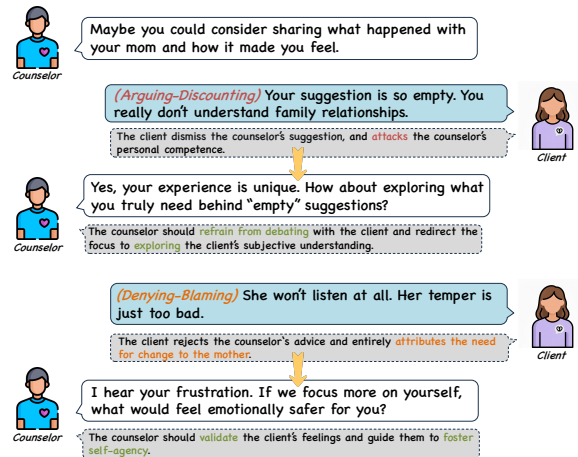 Maybe you could consider sharing what happened with
your mom and how it made you feel.
Counselor
(Arguing-Discounting) Your suggestion is so empty. You
really don't understand family relationships.
The client dismiss the counselor's suggestion, and attacks the counselor's
personal competence.
Client
Yes, your experience is unique. How about exploring what
you truly need behind "empty" suggestions?
Counselor
The counselor should refrain from debating with the client and redirect the
focus to exploring the client's subjective understanding.
(Denying-Blaming) She won't listen at all. Her temper is
just too bad.
The client rejects the counselor's advice and entirely attributes the need
for change to the mother.
Client
I hear your frustration. If we focus more on yourself,
what would feel emotionally safer for you?
Counselor
The counselor should validate the client's feelings and guide them to foster
self-agency.